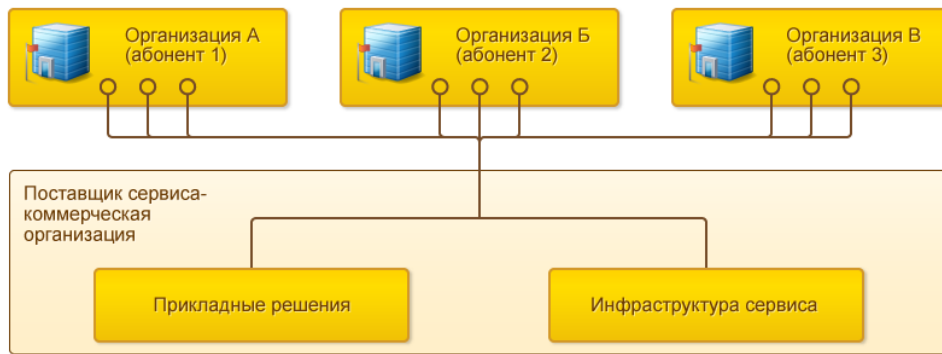 Организация А
(абонент 1)
Организация Б
(абонент 2)
Организация В
(абонент 3)
Поставщик сервиса-
коммерческая
организация
Прикладные решения
Инфраструктура сервиса